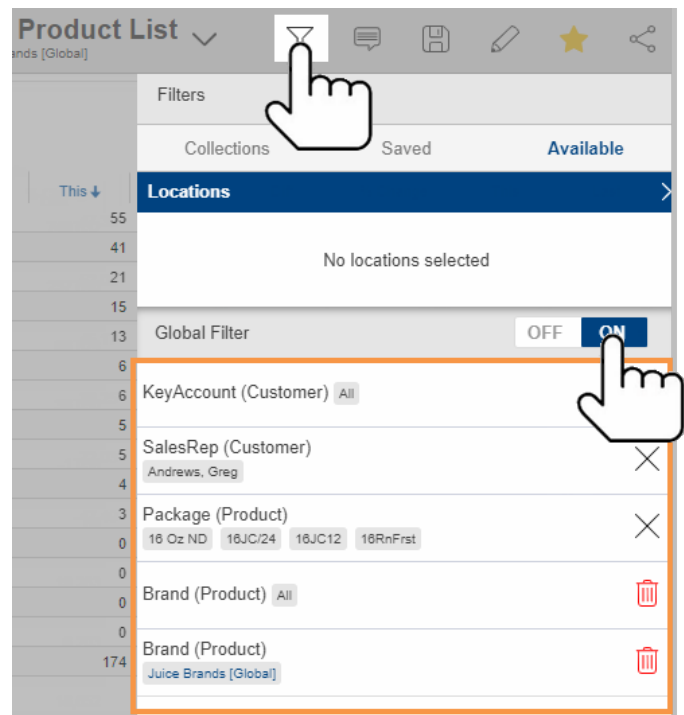 Product List
ands [Global]
Filters
Collections Saved Available
This
Locations
55
No locations selected
41
21
15
Global Filter OFF ON
13
6
KeyAccount (Customer) All
6
5
SalesRep (Customer)
5
Andrews, Greg
4
Package (Product)
3
16 Oz ND 16JC/24 16JC12 16RnFrst
0
0
Brand (Product) All
0
0
Brand (Product)
174
Juice Brands [Global]